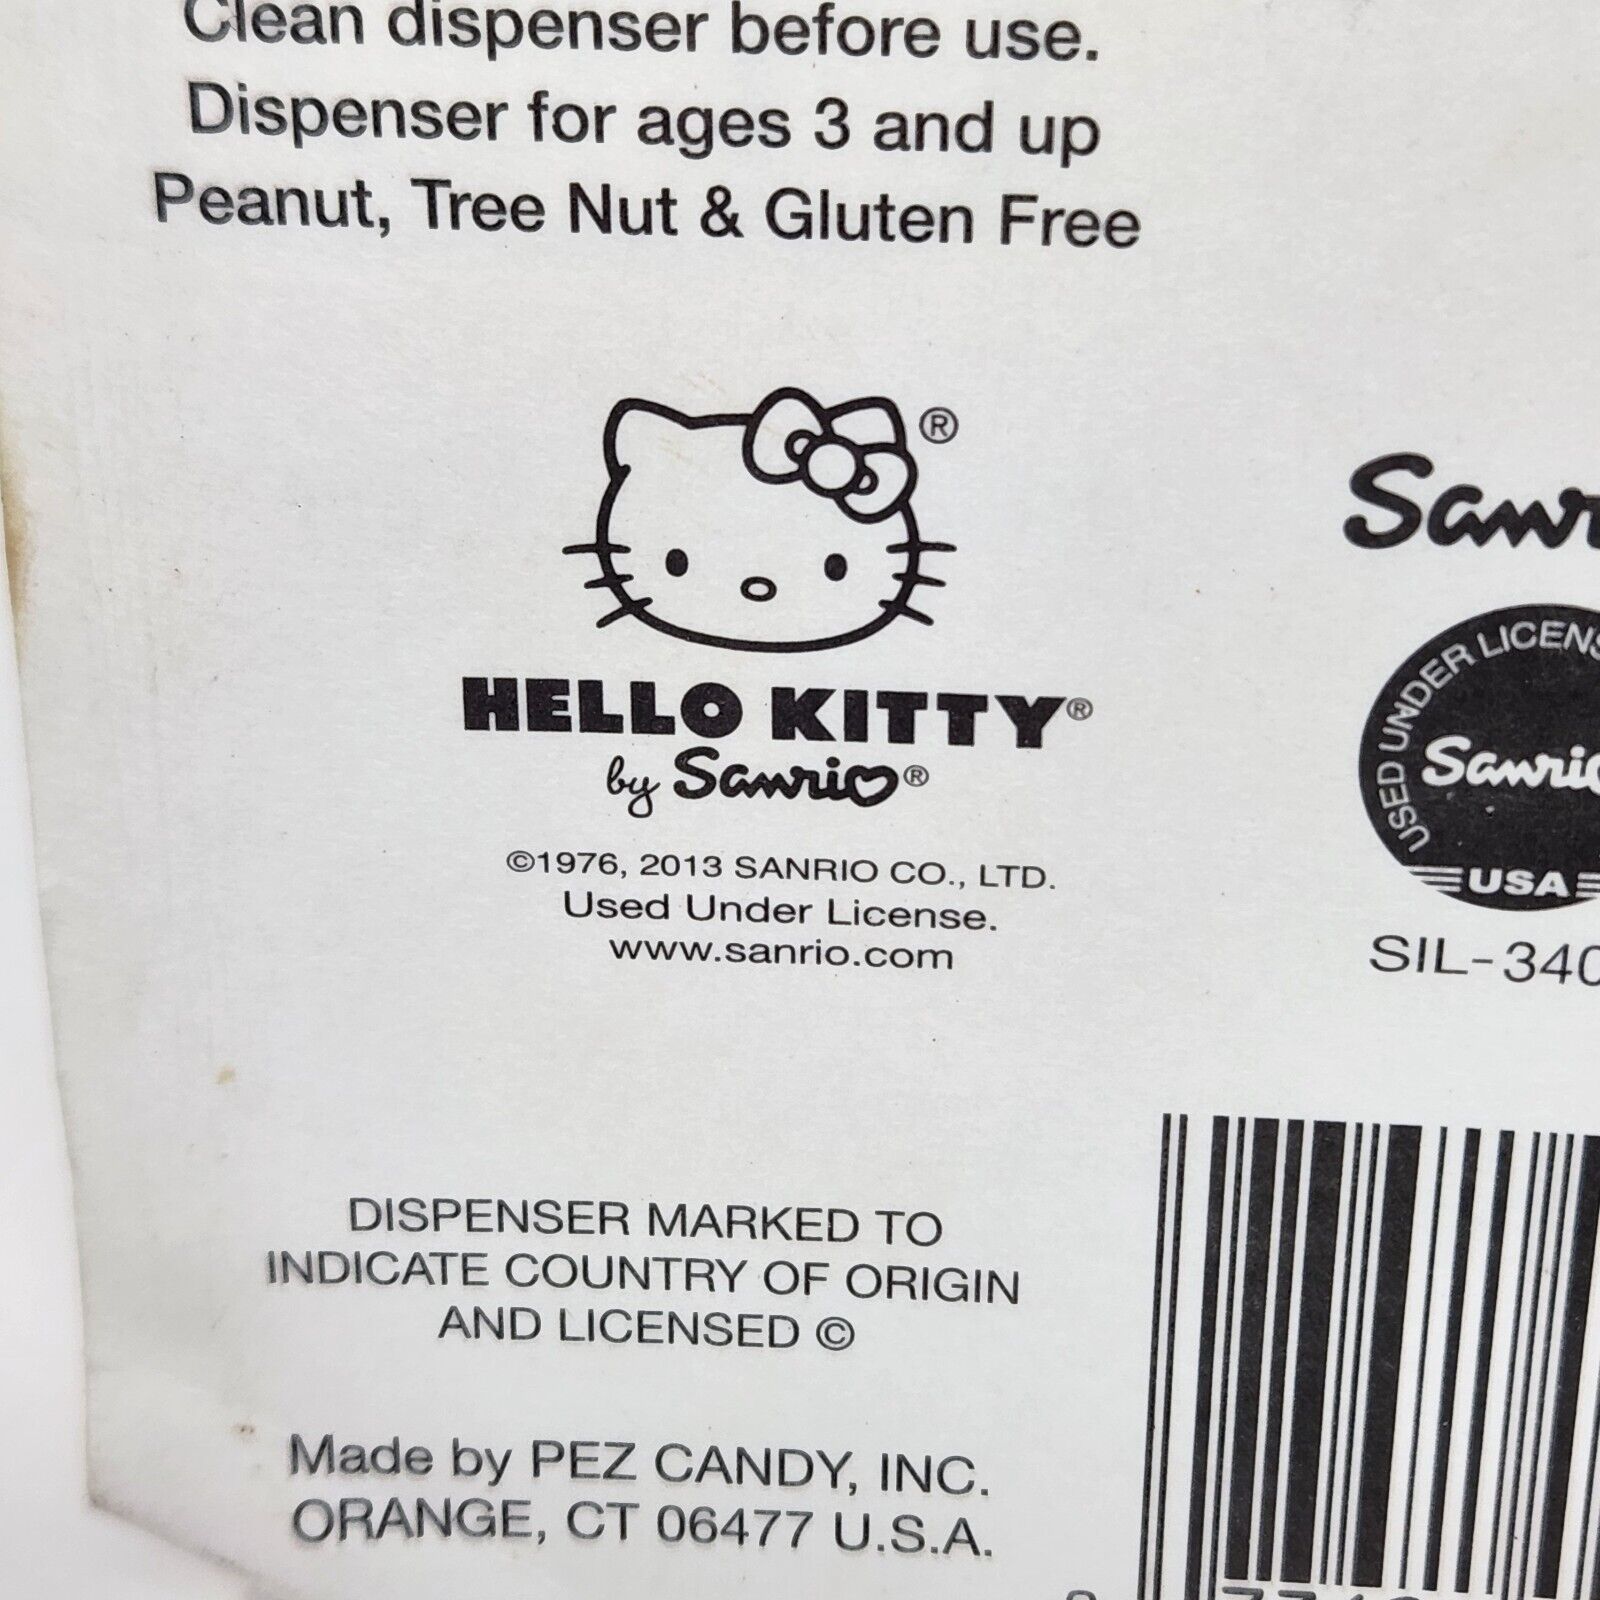 Clean dispenser before use.
Dispenser for ages 3 and up
Peanut, Tree Nut & Gluten Free
®
HELLO KITTY®
by Sanrio®
©1976, 2013 SANRIO CO., LTD.
Used Under License.
www.sanrio.com
USED UNDER
Sanrio
USA
SIL-340
DISPENSER MARKED TO
INDICATE COUNTRY OF ORIGIN
AND LICENSED ©
Made by PEZ CANDY, INC.
ORANGE, CT 06477 U.S.A.